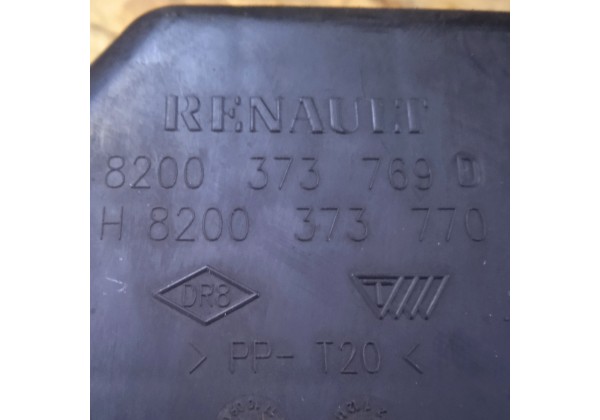 RENAULT
8200 373 769 D
H 8200 373 770
DR8
> PP- T20 <